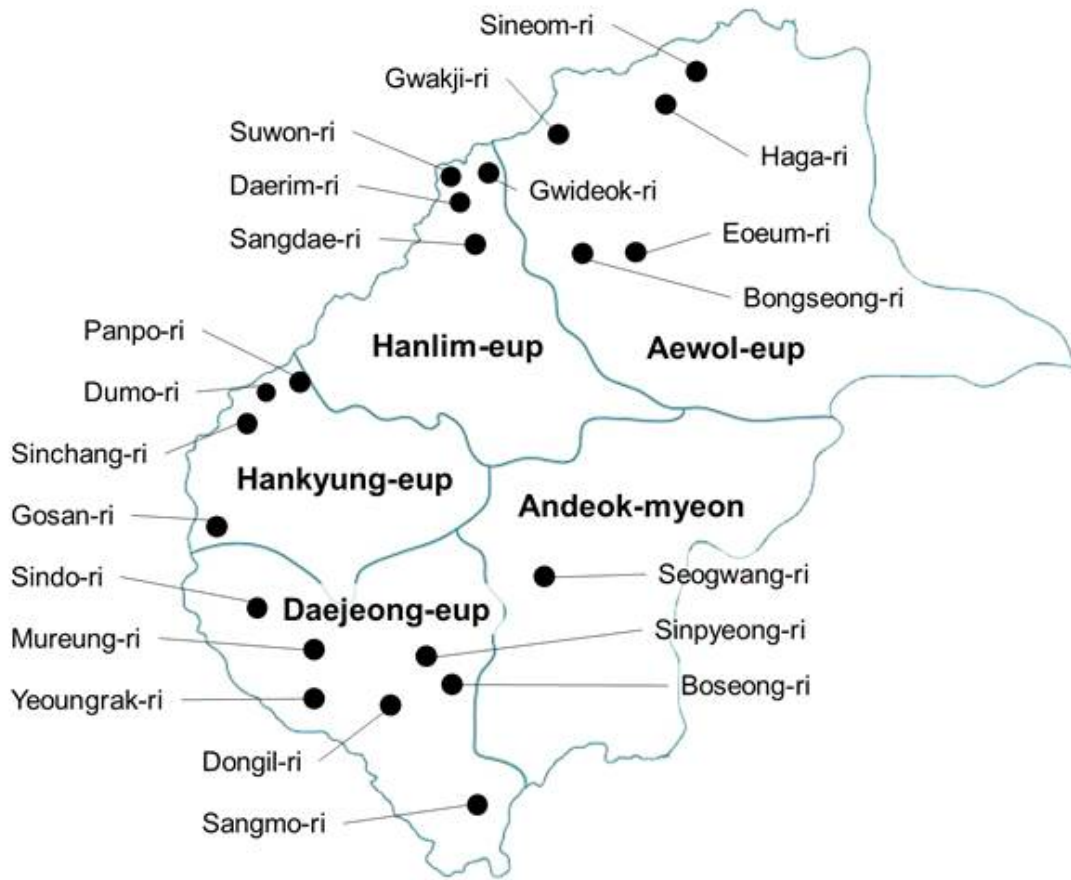 Sineom-ri
Gwakji-ri
Suwon-ri
Haga-ri
Daerim-ri
Gwideok-ri
Sangdae-ri
Eoeum-ri
Bongseong-ri
Panpo-ri
Hanlim-eup
Aewol-eup
Dumo-ri
Sinchang-ri
Hankyung-eup
Andeok-myeon
Gosan-ri
Sindo-ri
Seogwang-ri
Daejeong-eup
Mureung-ri
Sinpyeong-ri
Yeoungrak-ri
Boseong-ri
Dongil-ri
Sangmo-ri